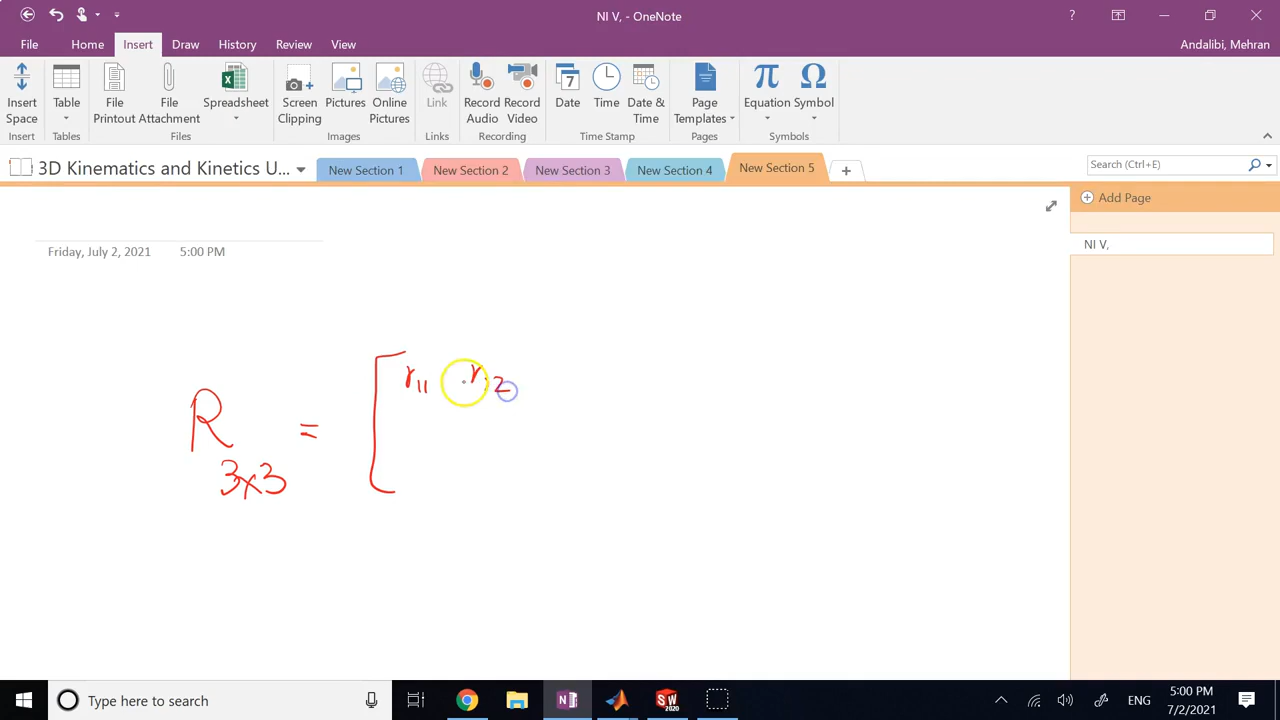 NI V, - OneNote
File Home Insert Draw History Review View
Andalibi, Mehran
Insert Space
Table
File Printout
File Attachment
Spreadsheet
Screen Clipping
Pictures
Online Pictures
Link
Record Audio
Record Video
Date
Time
Date & Time
Page Templates
Equation
Symbol
Insert Tables Files Images Links Recording Time Stamp Pages Symbols
3D Kinematics and Kinetics U...
New Section 1 New Section 2 New Section 3 New Section 4 New Section 5
Search (Ctrl+E)
Add Page
NI V,
Friday, July 2, 2021 5:00 PM
R 3x3 = [ r11 r12
Type here to search
ENG
5:00 PM
7/2/2021